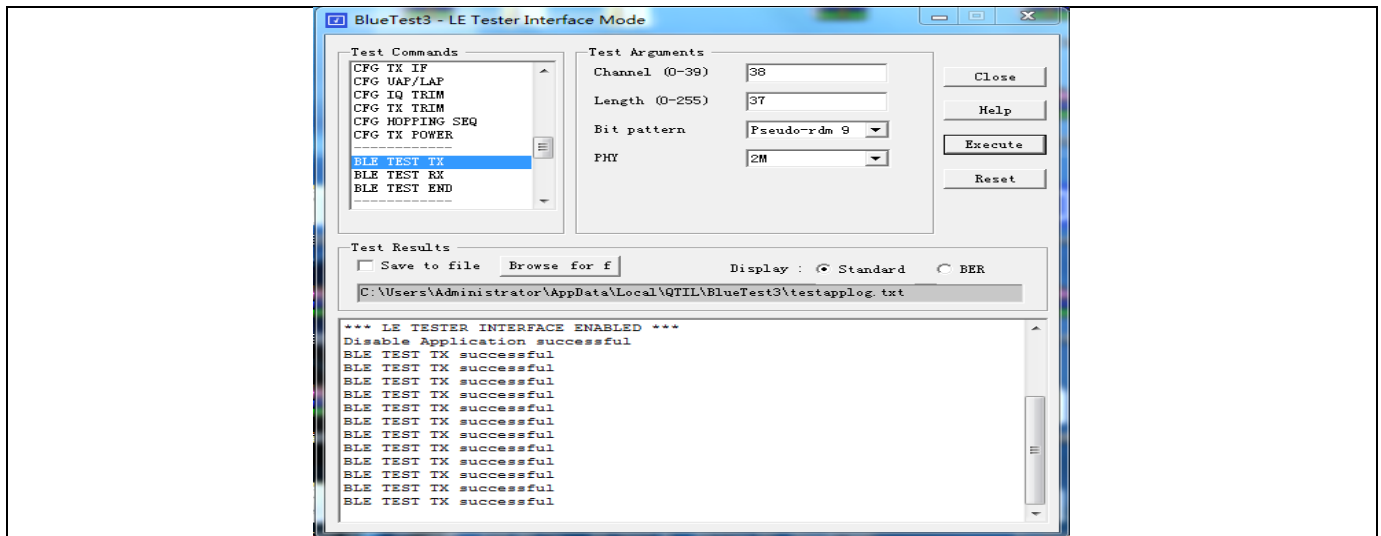 BlueTest3 - LE Tester Interface Mode
Test Commands
CFG TX IF
CFG UAP/LAP
CFG IQ TRIM
CFG TX TRIM
CFG HOPPING SEQ
CFG TX POWER
------------
BLE TEST TX
BLE TEST RX
BLE TEST END
------------
Test Arguments
Channel (0-39) 38
Length (0-255) 37
Bit pattern Pseudo-rdm 9
PHY 2M
Close
Help
Execute
Reset
Test Results
Save to file Browse for f Display : Standard BER
C:\Users\Administrator\AppData\Local\QTIL\BlueTest3\testapplog.txt
*** LE TESTER INTERFACE ENABLED ***
Disable Application successful
BLE TEST TX successful
BLE TEST TX successful
BLE TEST TX successful
BLE TEST TX successful
BLE TEST TX successful
BLE TEST TX successful
BLE TEST TX successful
BLE TEST TX successful
BLE TEST TX successful
BLE TEST TX successful
BLE TEST TX successful
BLE TEST TX successful